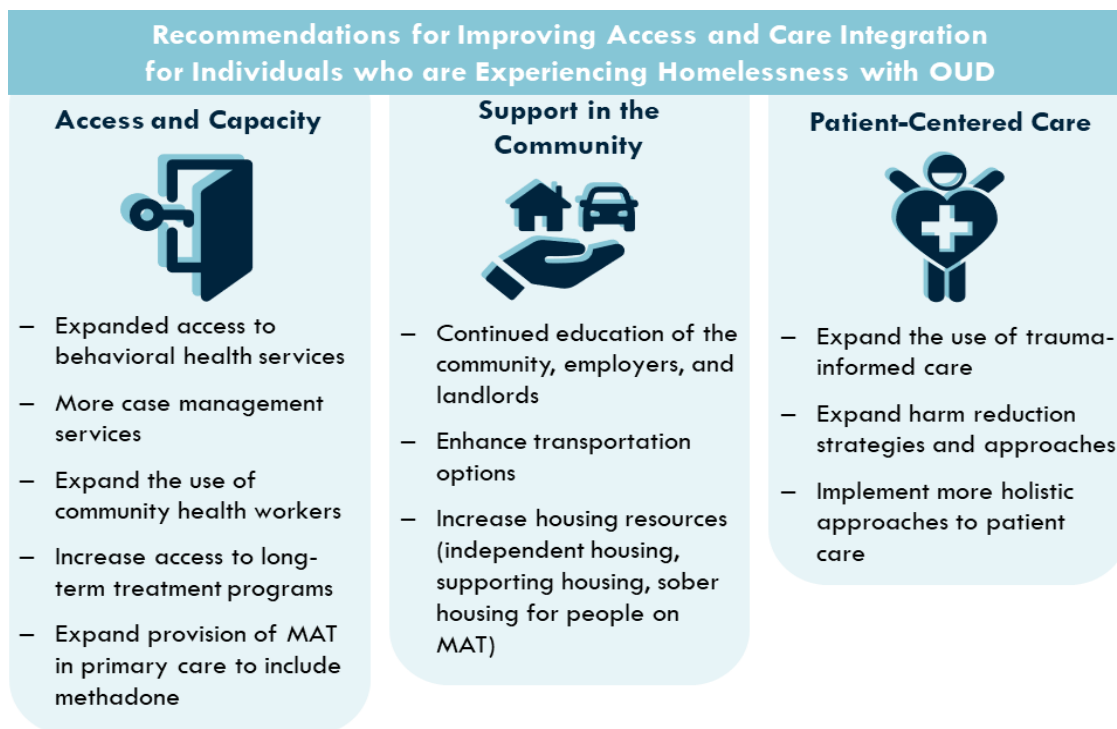 Recommendations for Improving Access and Care Integration
for Individuals who are Experiencing Homelessness with OUD
Access and Capacity
– Expanded access to
behavioral health services
– More case management
services
– Expand the use of
community health workers
– Increase access to long-
term treatment programs
– Expand provision of MAT
in primary care to include
methadone
Support in the
Community
– Continued education of the
community, employers, and
landlords
– Enhance transportation
options
– Increase housing resources
(independent housing,
supporting housing, sober
housing for people on
MAT)
Patient-Centered Care
– Expand the use of trauma-
informed care
– Expand harm reduction
strategies and approaches
– Implement more holistic
approaches to patient
care